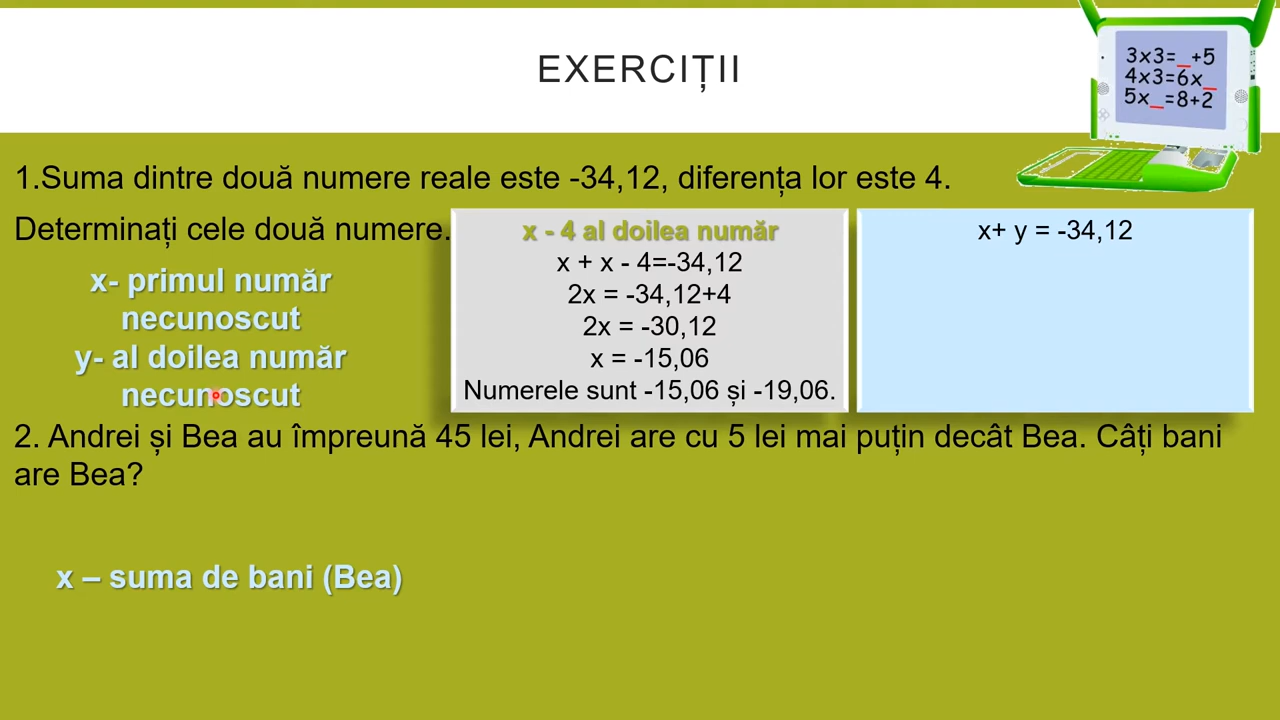 EXERCIȚII
3x3=_+5
4x3=6x_
5x_=8+2
1.Suma dintre două numere reale este -34,12, diferența lor este 4.
Determinați cele două numere.
x- primul număr
necunoscut
y- al doilea număr
necunoscut
x - 4 al doilea număr
x + x - 4=-34,12
2x = -34,12+4
2x = -30,12
x = -15,06
Numerele sunt -15,06 și -19,06.
x+ y = -34,12
2. Andrei și Bea au împreună 45 lei, Andrei are cu 5 lei mai puțin decât Bea. Câți bani
are Bea?
x – suma de bani (Bea)